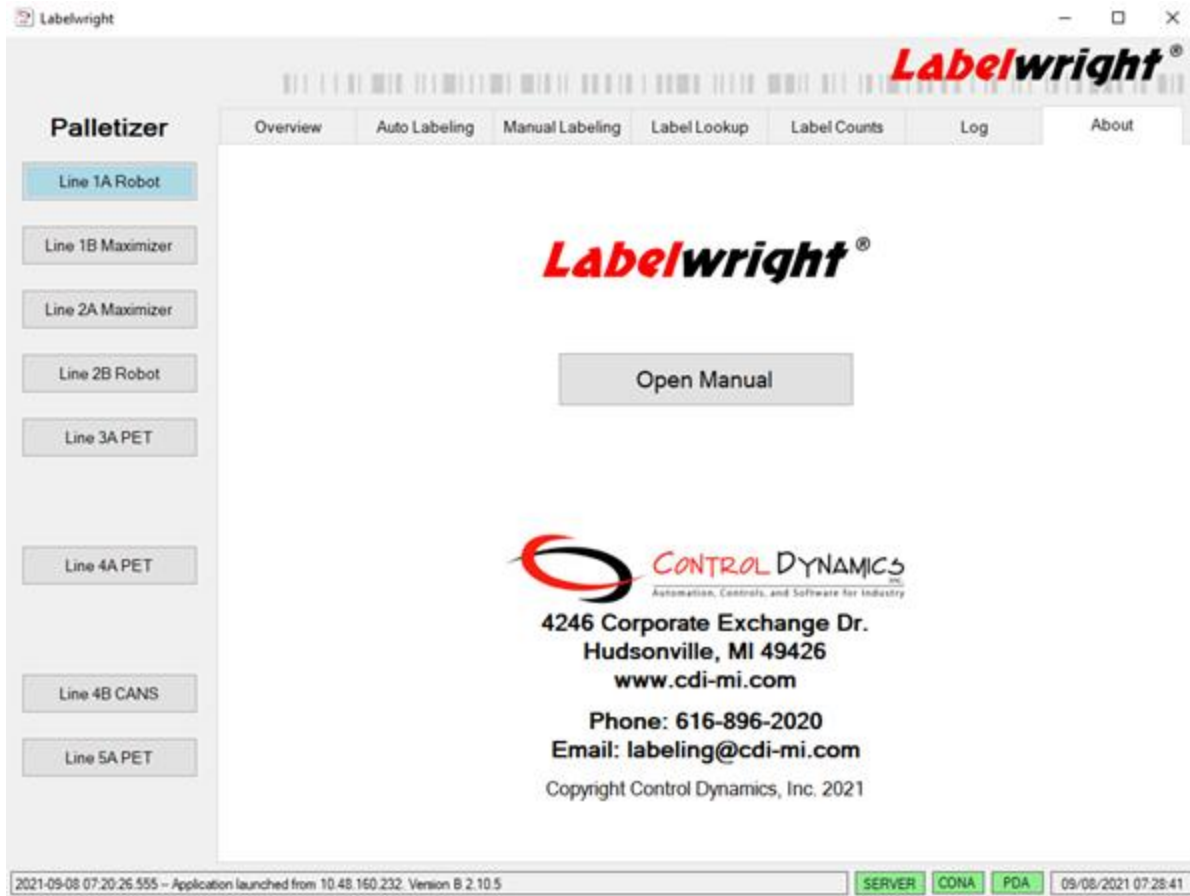 Labelwright
Labelwright ®
Palletizer
Overview Auto Labeling Manual Labeling Label Lookup Label Counts Log About
Line 1A Robot
Line 1B Maximizer
Line 2A Maximizer
Line 2B Robot
Line 3A PET
Line 4A PET
Line 4B CANS
Line 5A PET
Labelwright ®
Open Manual
CONTROL DYNAMICS INC.
Automation, Controls, and Software for Industry
4246 Corporate Exchange Dr.
Hudsonville, MI 49426
www.cdi-mi.com
Phone: 616-896-2020
Email: labeling@cdi-mi.com
Copyright Control Dynamics, Inc. 2021
2021-09-08 07:20:26.555 – Application launched from 10.48.160.232. Version B 2.10.5 SERVER CONA PDA 09/08/2021 07:28:41